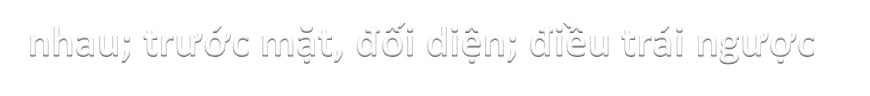 nhau; trước mặt, đối diện; điều trái ngược